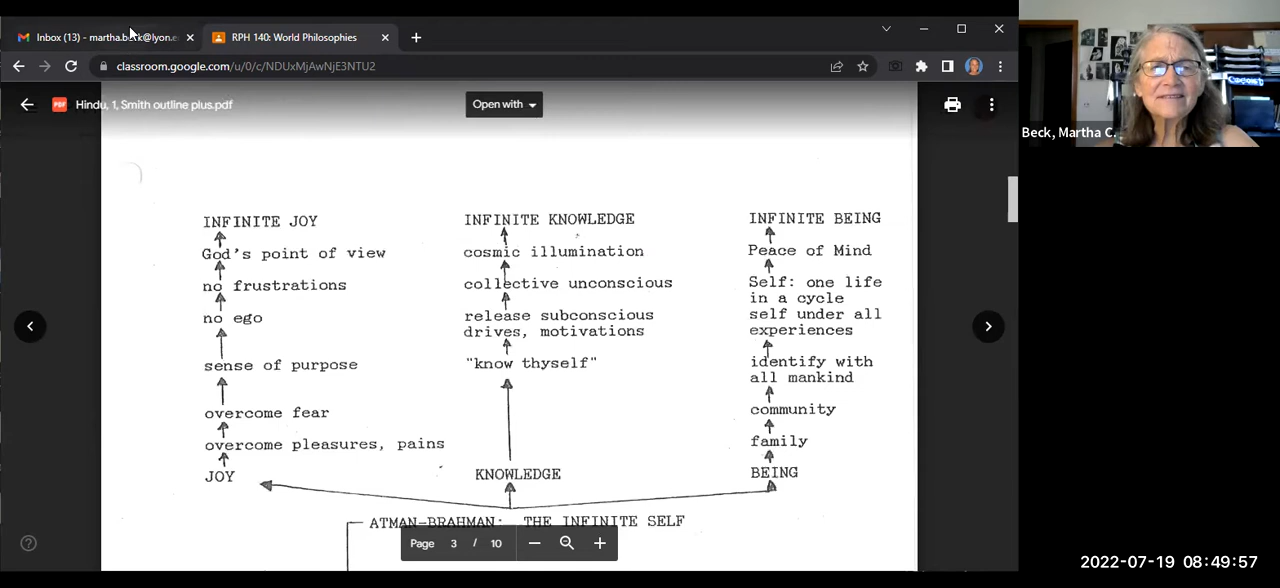 Inbox (13) - martha.beck@lyon.e
RPH 140: World Philosophies
classroom.google.com/u/0/c/NDUxMjAwNjE3NTU2
PDF
Hindu, 1, Smith outline plus.pdf
Open with
Beck, Martha C.
INFINITE JOY
God's point of view
no frustrations
no ego
sense of purpose
overcome fear
overcome pleasures, pains
JOY
INFINITE KNOWLEDGE
cosmic illumination
collective unconscious
release subconscious
drives, motivations
"know thyself"
KNOWLEDGE
INFINITE BEING
Peace of Mind
Self: one life
in a cycle
self under all
experiences
identify with
all mankind
community
family
BEING
ATMAN-BRAHMAN: THE INFINITE SELF
Page 3 / 10
2022-07-19 08:49:57